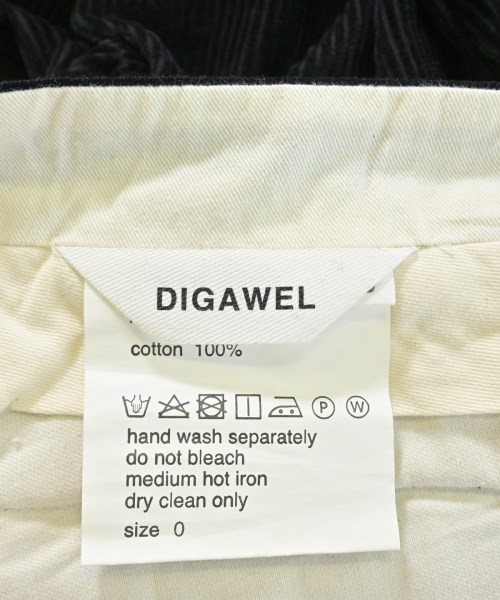 DIGAWEL
cotton 100%
P W
hand wash separately
do not bleach
medium hot iron
dry clean only
size 0